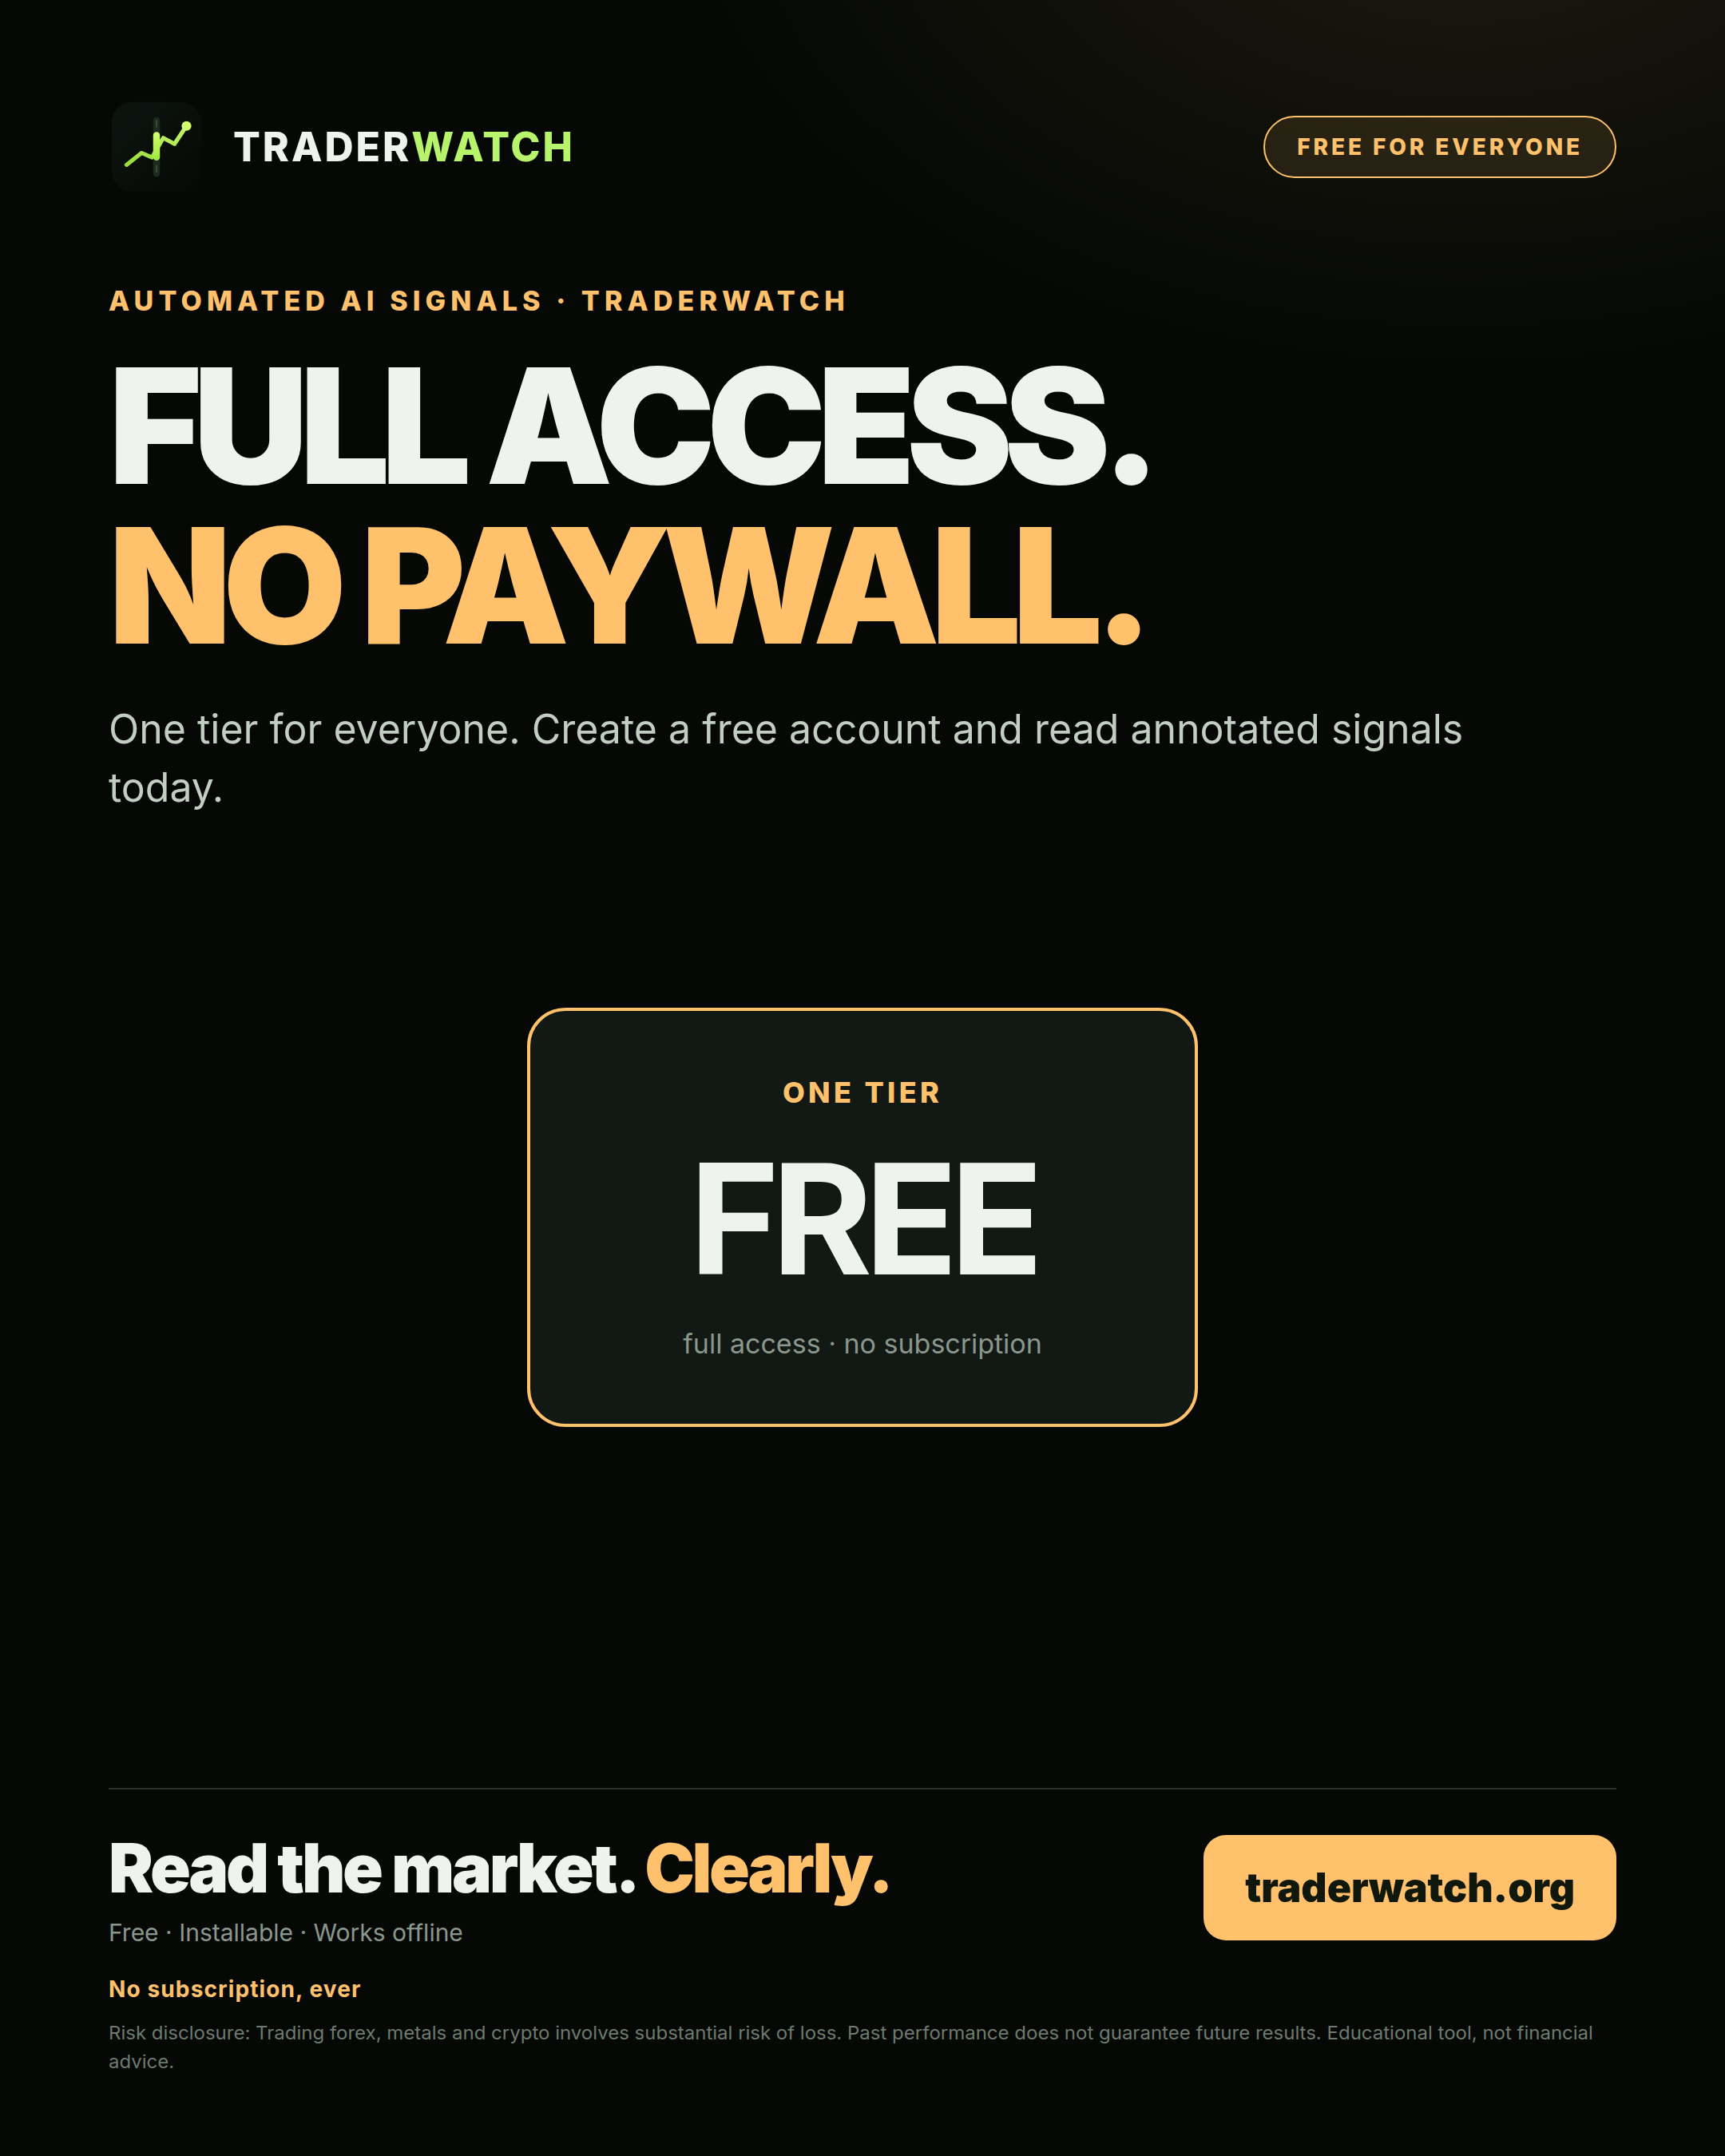 TRADERWATCH
FREE FOR EVERYONE
AUTOMATED AI SIGNALS · TRADERWATCH
FULL ACCESS.
NO PAYWALL.
One tier for everyone. Create a free account and read annotated signals
today.
ONE TIER
FREE
full access · no subscription
Read the market. Clearly.
traderwatch.org
Free · Installable · Works offline
No subscription, ever
Risk disclosure: Trading forex, metals and crypto involves substantial risk of loss. Past performance does not guarantee future results. Educational tool, not financial
advice.